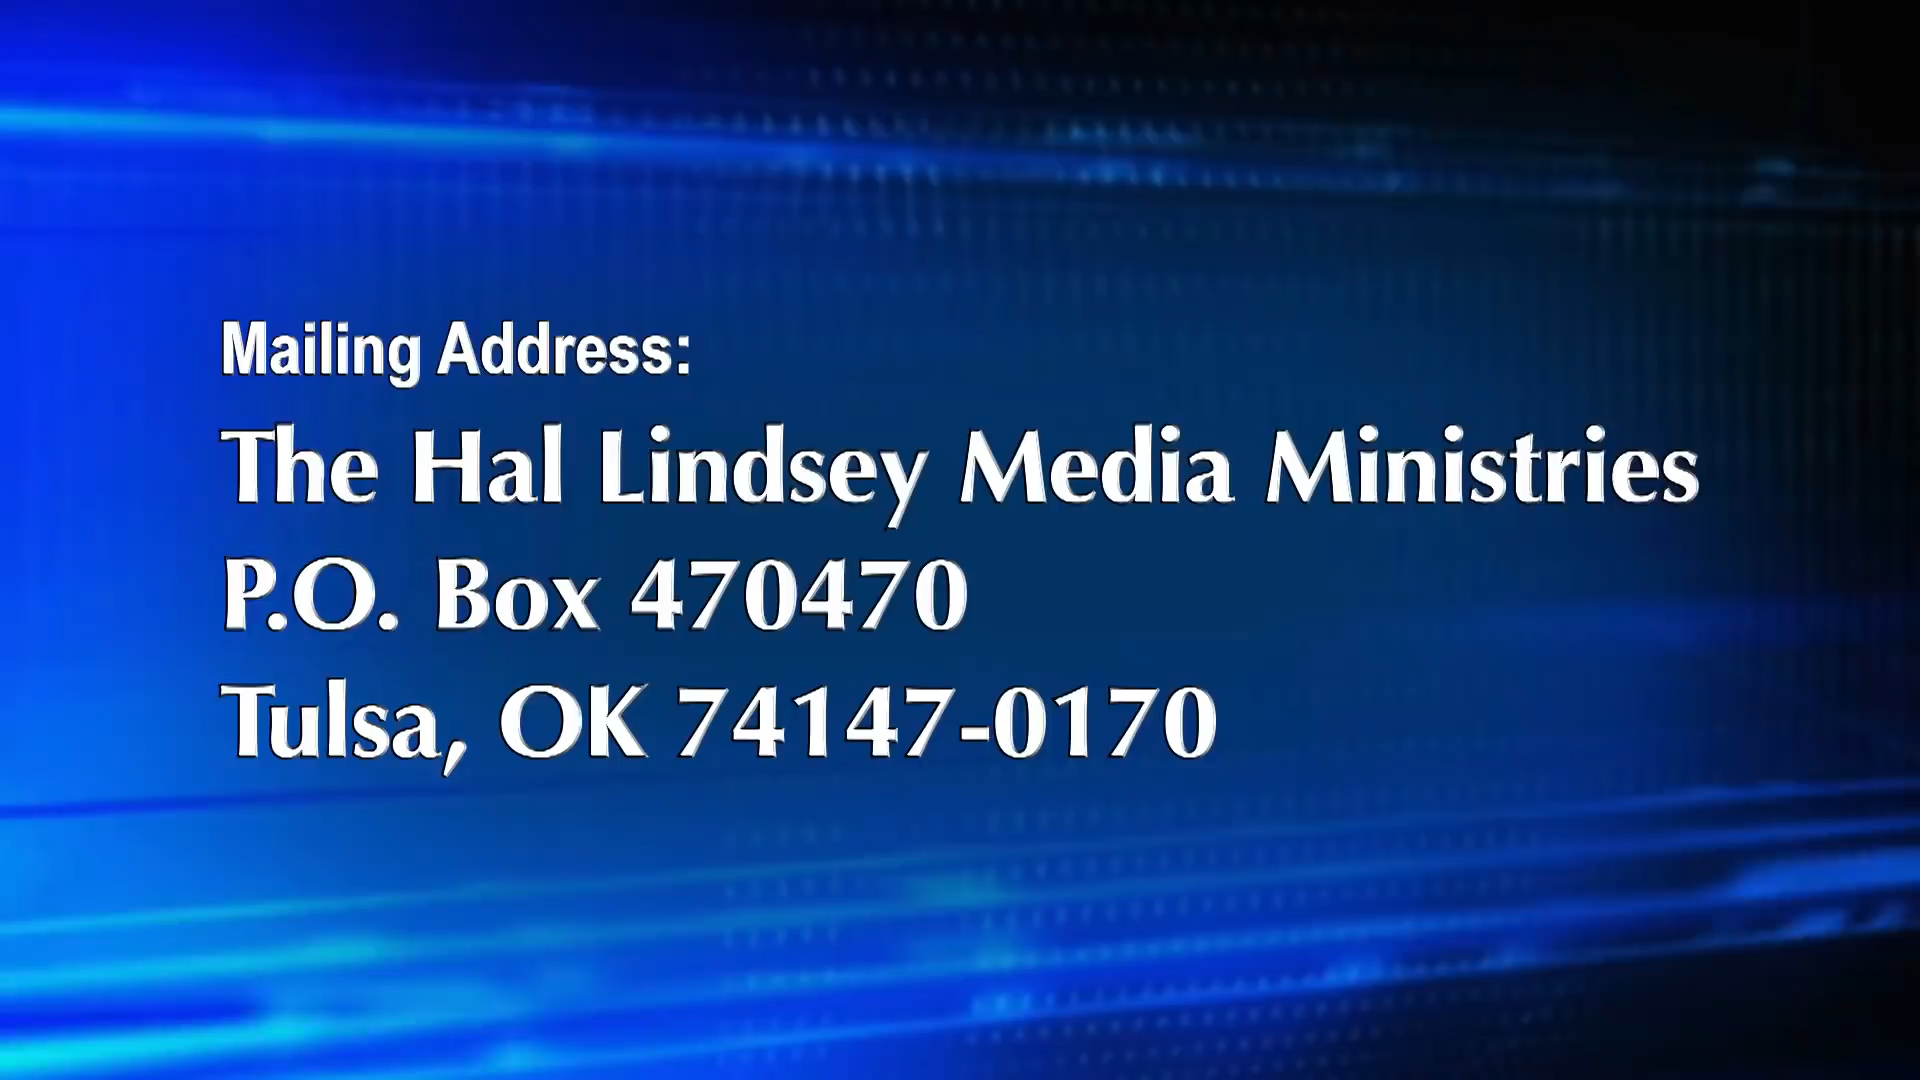 Mailing Address:
The Hal Lindsey Media Ministries
P.O. Box 470470
Tulsa, OK 74147-0170